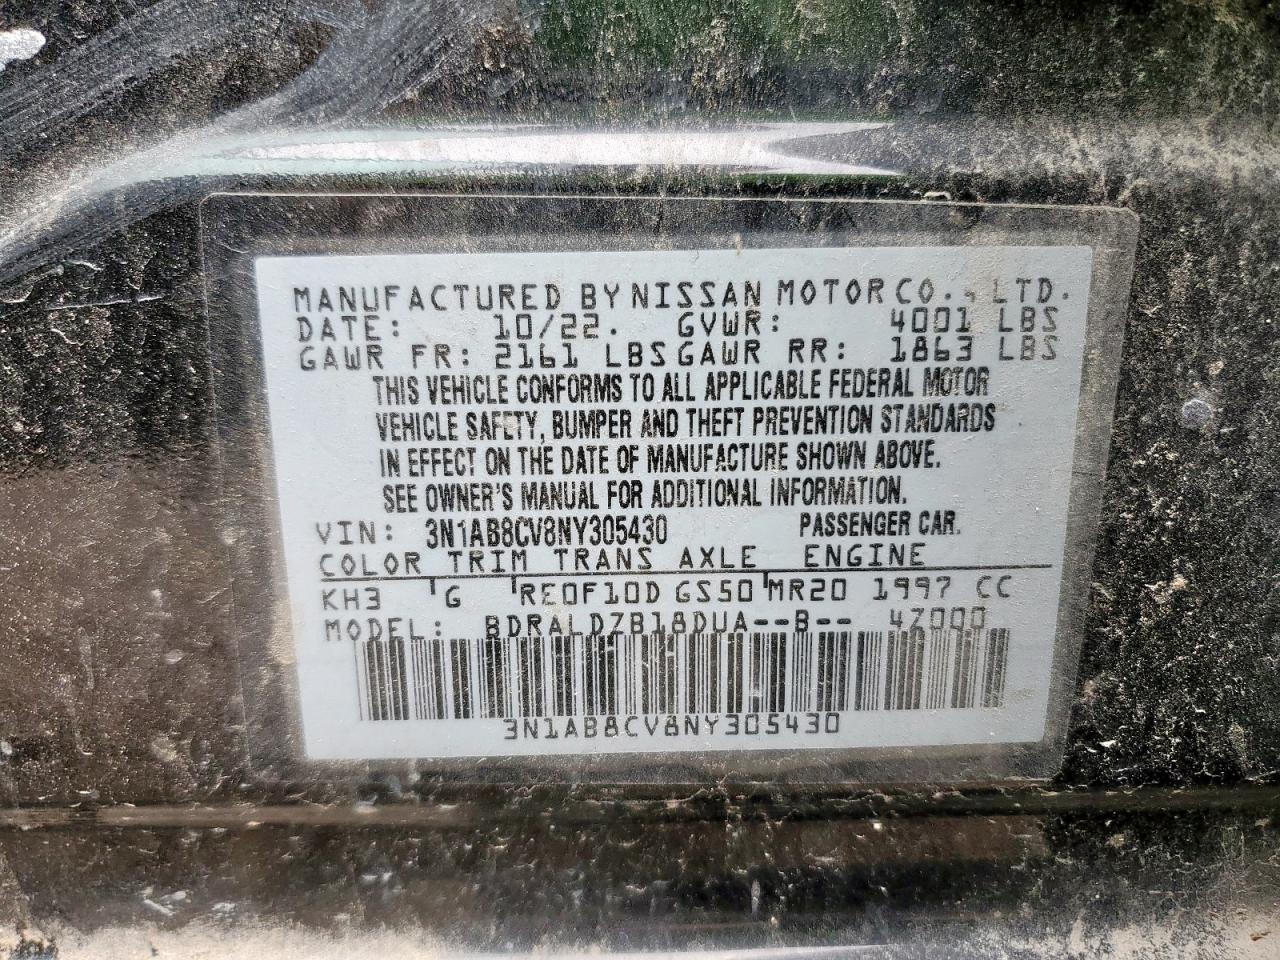 MANUFACTURED BY NISSAN MOTOR CO., LTD.
DATE: 10/22. GVWR: 4001 LBS
GAWR FR: 2161 LBS GAWR RR: 1863 LBS
THIS VEHICLE CONFORMS TO ALL APPLICABLE FEDERAL MOTOR
VEHICLE SAFETY, BUMPER AND THEFT PREVENTION STANDARDS
IN EFFECT ON THE DATE OF MANUFACTURE SHOWN ABOVE.
SEE OWNER'S MANUAL FOR ADDITIONAL INFORMATION.
VIN: 3N1AB8CV8NY305430 PASSENGER CAR.
COLOR TRIM TRANS AXLE ENGINE
KH3 G RE0F10D GS50 MR20 1997 CC
MODEL: BDRALDZB18DUA--B-- 4Z000
3N1AB8CV8NY305430